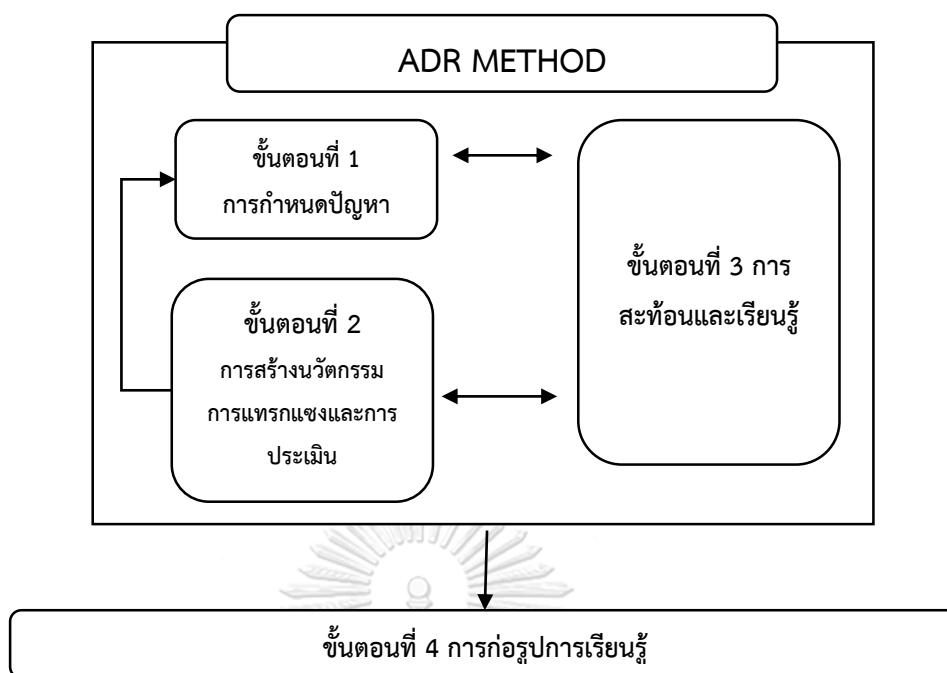 ADR METHOD
ขั้นตอนที่ 1
การกำหนดปัญหา
ขั้นตอนที่ 2
การสร้างนวัตกรรม
การแทรกแซงและการ
ประเมิน
ขั้นตอนที่ 3 การ
สะท้อนและเรียนรู้
ขั้นตอนที่ 4 การก่อรูปการเรียนรู้